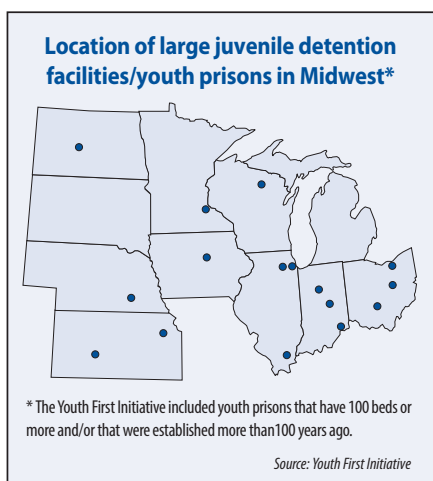 Location of large juvenile detention
facilities/youth prisons in Midwest*
* The Youth First Initiative included youth prisons that have 100 beds or
more and/or that were established more than100 years ago.
Source: Youth First Initiative